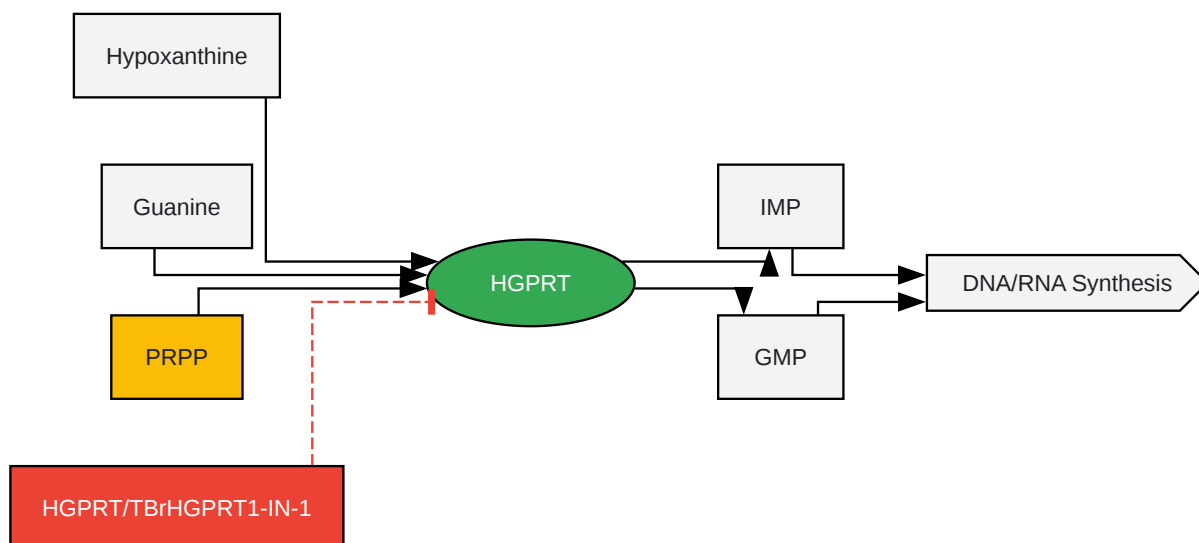 Hypoxanthine
Guanine
PRPP
HGPRT/TBrHGPRT1-IN-1
HGPRT
IMP
GMP
DNA/RNA Synthesis